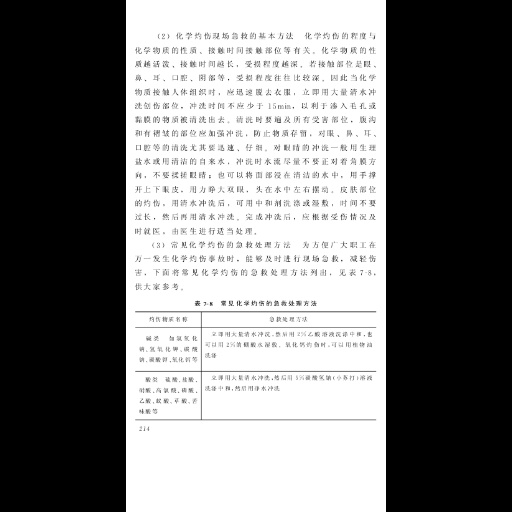 (2) 化学灼伤现场急救的基本方法　化学灼伤的程度与
化学物质的性质、接触时间接触部位等有关。化学物质的性
质越活泼、接触时间越长，受损程度越深。若接触部位是眼、
鼻、耳、口腔、阴部等，受损程度往往比较深。因此当化学
物质接触人体组织时，应迅速脱去衣服，立即用大量清水冲
洗创伤部位，冲洗时间不应少于15min，以利于渗入毛孔或
黏膜的物质被清洗出去。清洗时要遍及所有受害部位，腹沟
和有褶皱的部位应加强冲洗，防止物质存留，对眼、鼻、耳、
口腔等的清洗尤其要迅速、仔细。对眼睛的冲洗一般用生理
盐水或用清洁的自来水，冲洗时水流尽量不要正对着角膜方
向，不要揉搓眼睛；也可以将面部浸在清洁的水中，用手撑
开上下眼皮，用力睁大双眼，头在水中左右摆动。皮肤部位
的灼伤，用清水冲洗后，可用中和剂洗涤或湿敷，时间不要
过长，然后再用清水冲洗。完成冲洗后，应根据受伤情况及
时就医，由医生进行适当处理。
(3) 常见化学灼伤的急救处理方法　为方便广大职工在
万一发生化学灼伤事故时，能够及时进行现场急救，减轻伤
害，下面将常见化学灼伤的急救处理方法列出，见表7-8，
供大家参考。
表 7-8　常见化学灼伤的急救处理方法
灼伤物质名称　急救处理方法
碱类　如氢氧化
钠、氢氧化钾、碳酸
钠、碳酸钾、氧化钙等
立即用大量清水冲洗，然后用2%乙酸溶液洗涤中和，也
可以用2%的硼酸水湿敷。氧化钙灼伤时，可以用植物油
洗涤
酸类　硫酸、盐酸、
硝酸、高氯酸、磷酸、
乙酸、蚁酸、草酸、苦
味酸等
立即用大量清水冲洗，然后用5%碳酸氢钠(小苏打)溶液
洗涤中和，然后用净水冲洗
214